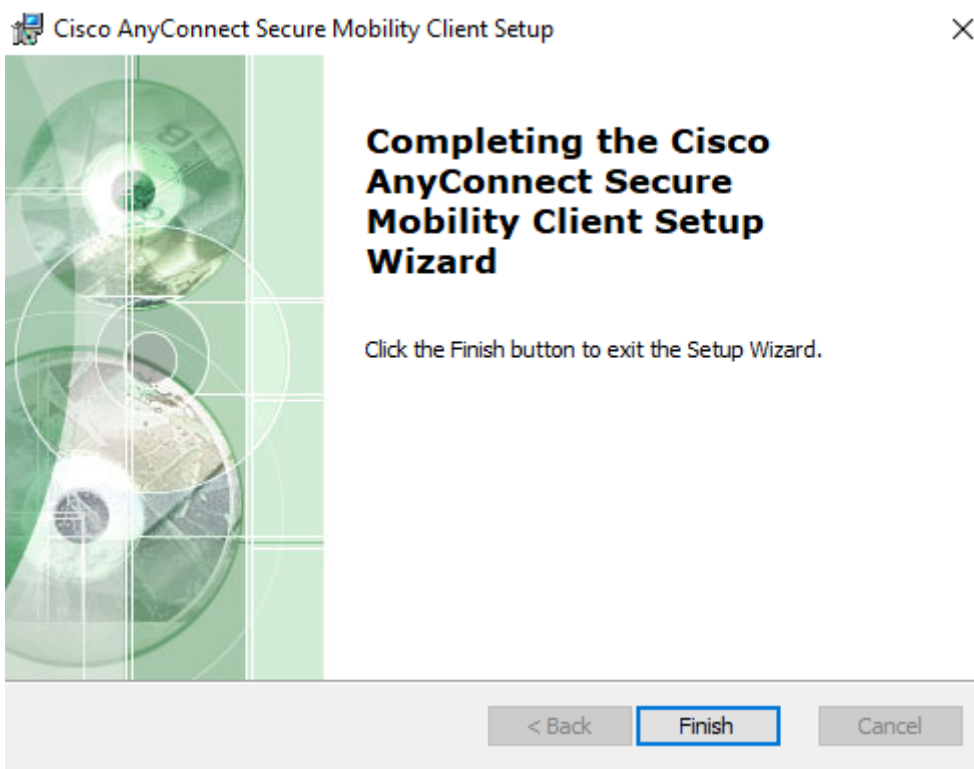 Cisco AnyConnect Secure Mobility Client Setup
Completing the Cisco
AnyConnect Secure
Mobility Client Setup
Wizard
Click the Finish button to exit the Setup Wizard.
< Back Finish Cancel